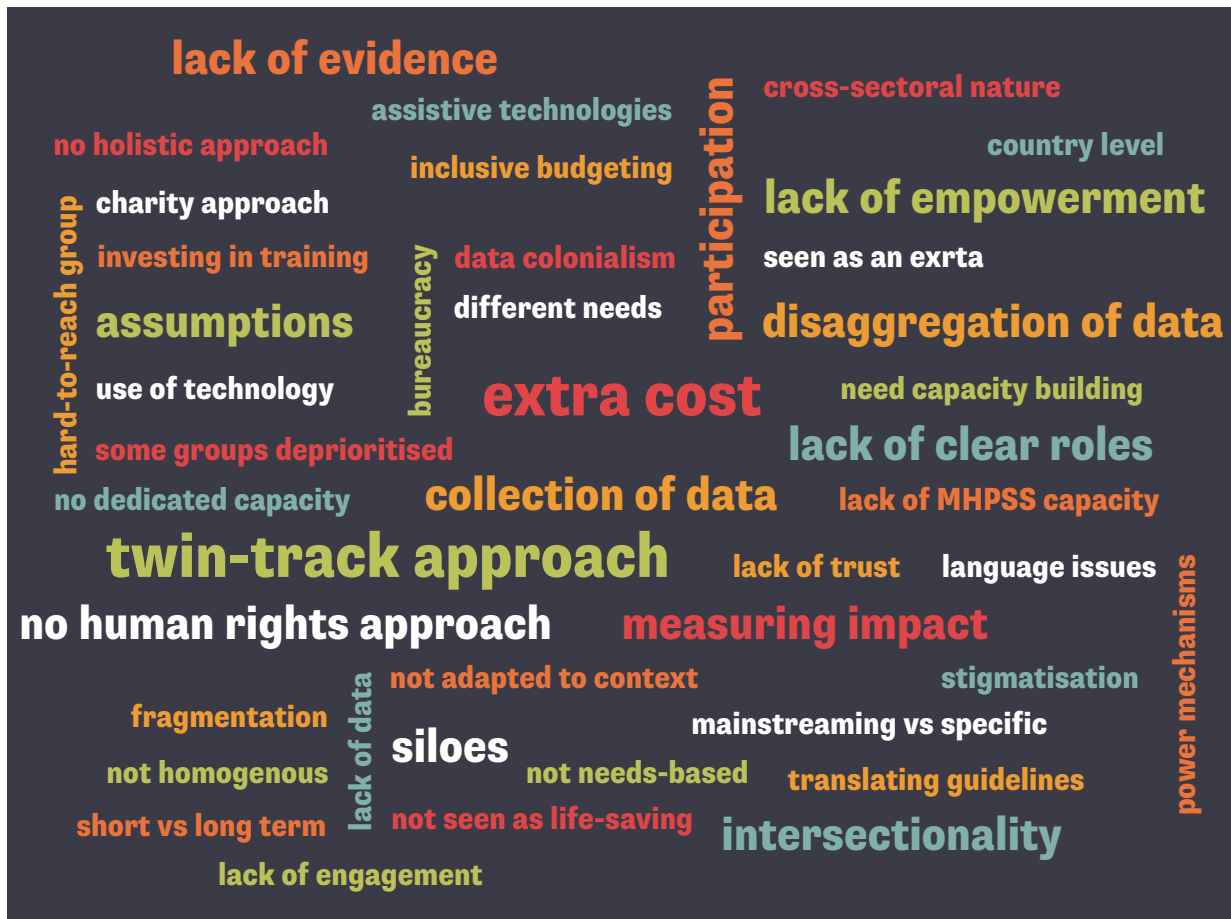 lack of evidence
cross-sectoral nature
assistive technologies
participation
no holistic approach
country level
inclusive budgeting
charity approach
lack of empowerment
hard-to-reach group
investing in training
bureaucracy
data colonialism
seen as an exrta
different needs
assumptions
disaggregation of data
use of technology
extra cost
need capacity building
some groups deprioritised
lack of clear roles
no dedicated capacity
collection of data
lack of MHPSS capacity
twin-track approach
lack of trust
language issues
power mechanisms
no human rights approach
measuring impact
not adapted to context
stigmatisation
lack of data
fragmentation
mainstreaming vs specific
siloes
not homogenous
not needs-based
translating guidelines
short vs long term
not seen as life-saving
intersectionality
lack of engagement